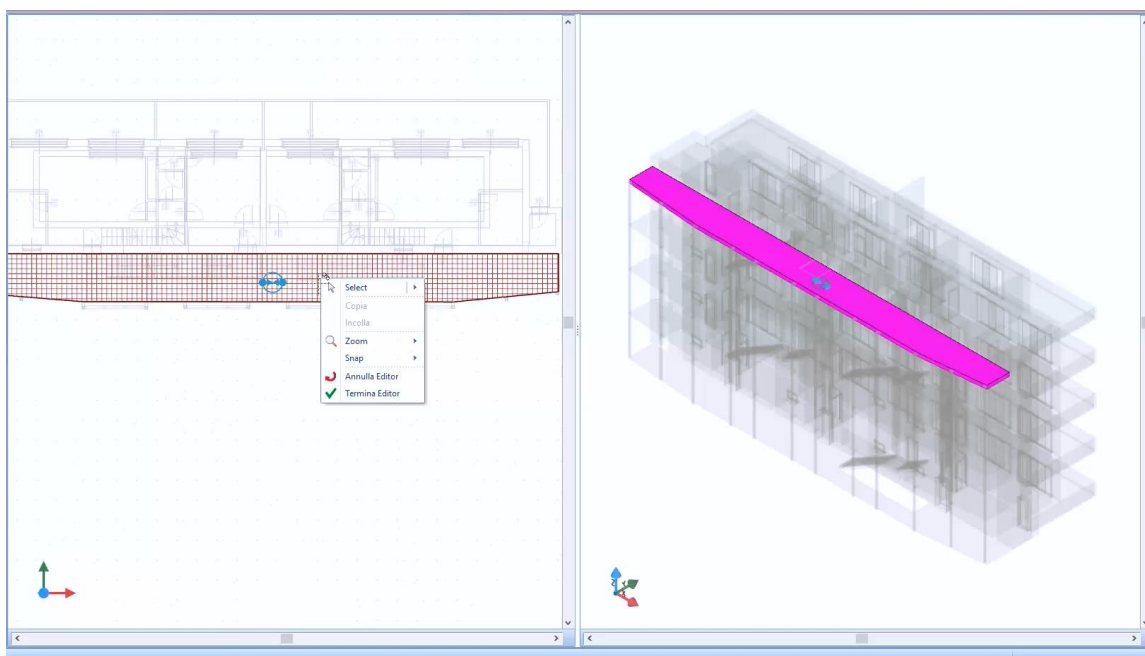 Select
Copia
Incolla
Zoom
Snap
Annulla Editor
Termina Editor